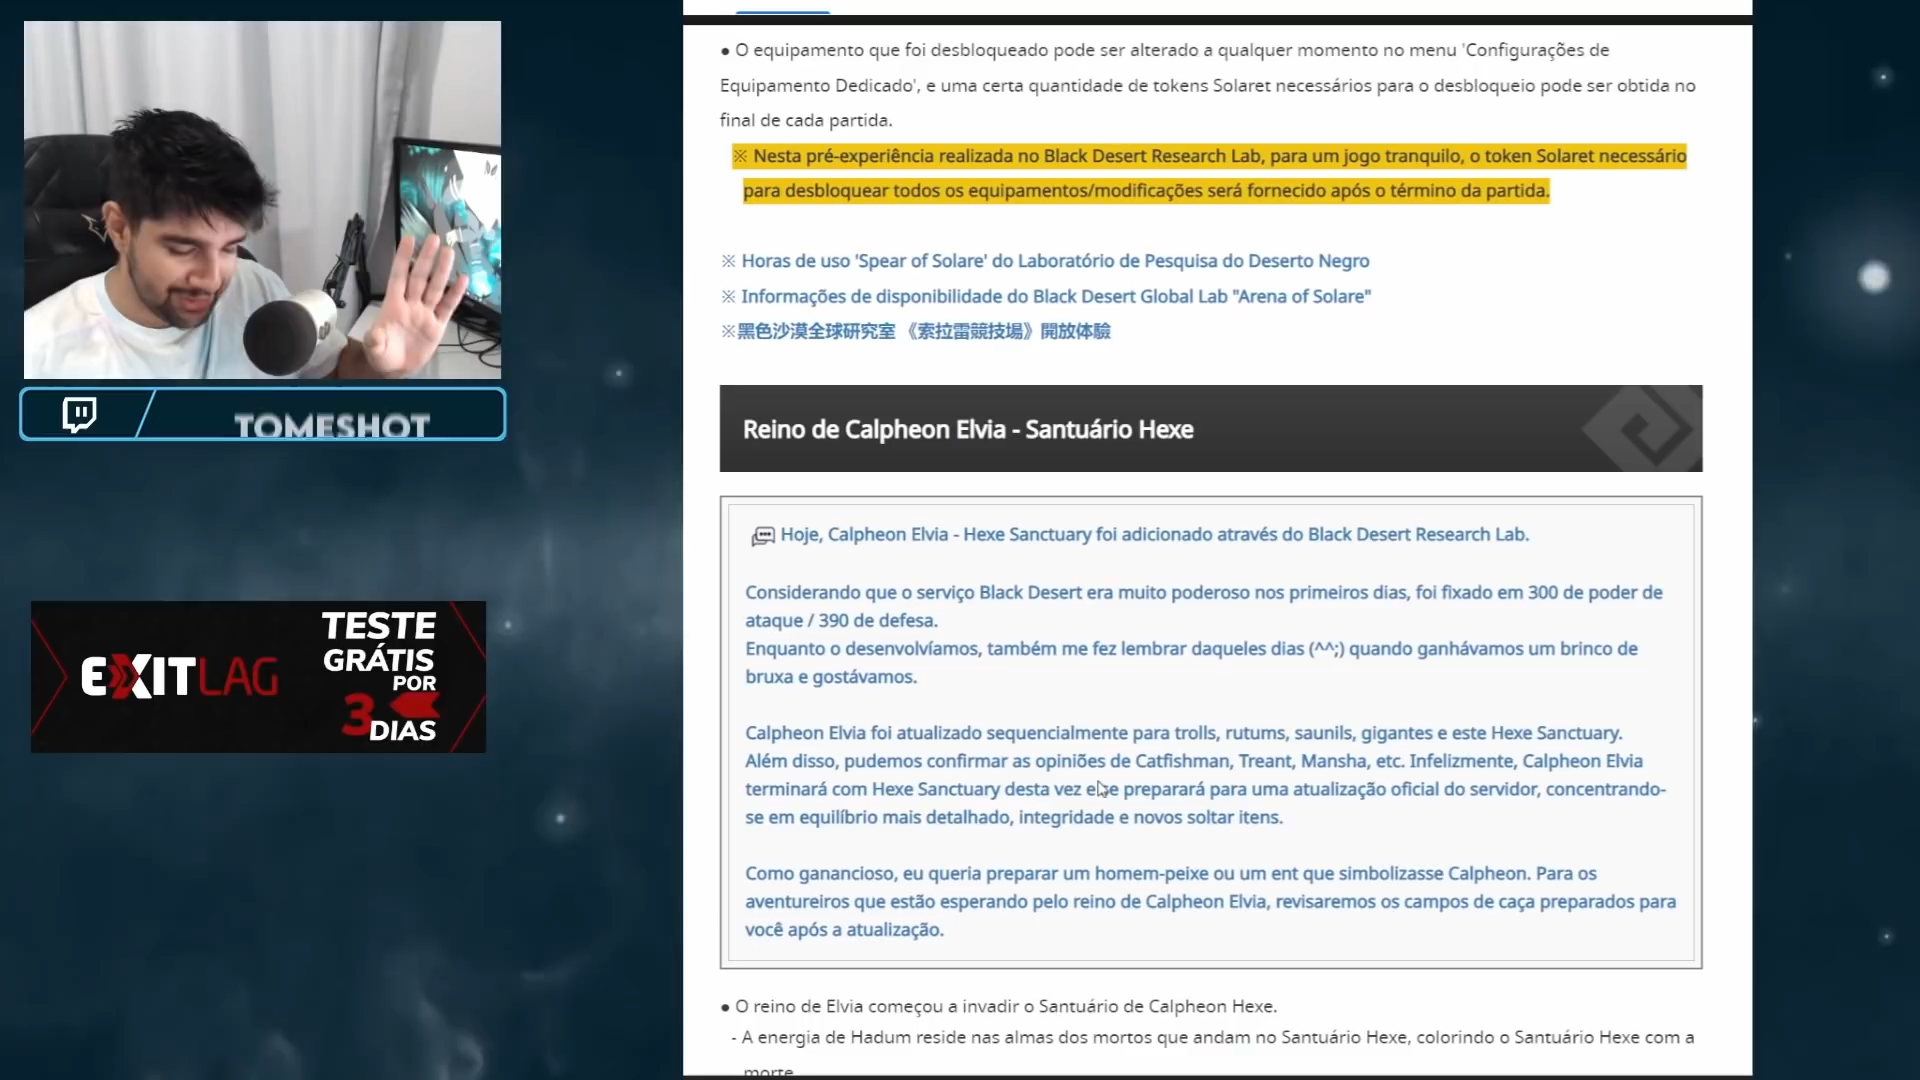 ● O equipamento que foi desbloqueado pode ser alterado a qualquer momento no menu 'Configurações de
Equipamento Dedicado', e uma certa quantidade de tokens Solaret necessários para o desbloqueio pode ser obtida no
final de cada partida.
※ Nesta pré-experiência realizada no Black Desert Research Lab, para um jogo tranquilo, o token Solaret necessário
para desbloquear todos os equipamentos/modificações será fornecido após o término da partida.
※ Horas de uso 'Spear of Solare' do Laboratório de Pesquisa do Deserto Negro
※ Informações de disponibilidade do Black Desert Global Lab "Arena of Solare"
※黑色沙漠全球研究室 《索拉雷競技場》開放体驗
TOMESHOT
EXITLAG
TESTE
GRÁTIS
POR
3 DIAS
Reino de Calpheon Elvia - Santuário Hexe
Hoje, Calpheon Elvia - Hexe Sanctuary foi adicionado através do Black Desert Research Lab.
Considerando que o serviço Black Desert era muito poderoso nos primeiros dias, foi fixado em 300 de poder de
ataque / 390 de defesa.
Enquanto o desenvolvíamos, também me fez lembrar daqueles dias (^^;) quando ganhávamos um brinco de
bruxa e gostávamos.
Calpheon Elvia foi atualizado sequencialmente para trolls, rutums, saunils, gigantes e este Hexe Sanctuary.
Além disso, pudemos confirmar as opiniões de Catfishman, Treant, Mansha, etc. Infelizmente, Calpheon Elvia
terminará com Hexe Sanctuary desta vez e se preparará para uma atualização oficial do servidor, concentrando-
se em equilíbrio mais detalhado, integridade e novos soltar itens.
Como ganancioso, eu queria preparar um homem-peixe ou um ent que simbolizasse Calpheon. Para os
aventureiros que estão esperando pelo reino de Calpheon Elvia, revisaremos os campos de caça preparados para
você após a atualização.
● O reino de Elvia começou a invadir o Santuário de Calpheon Hexe.
- A energia de Hadum reside nas almas dos mortos que andam no Santuário Hexe, colorindo o Santuário Hexe com a
morte